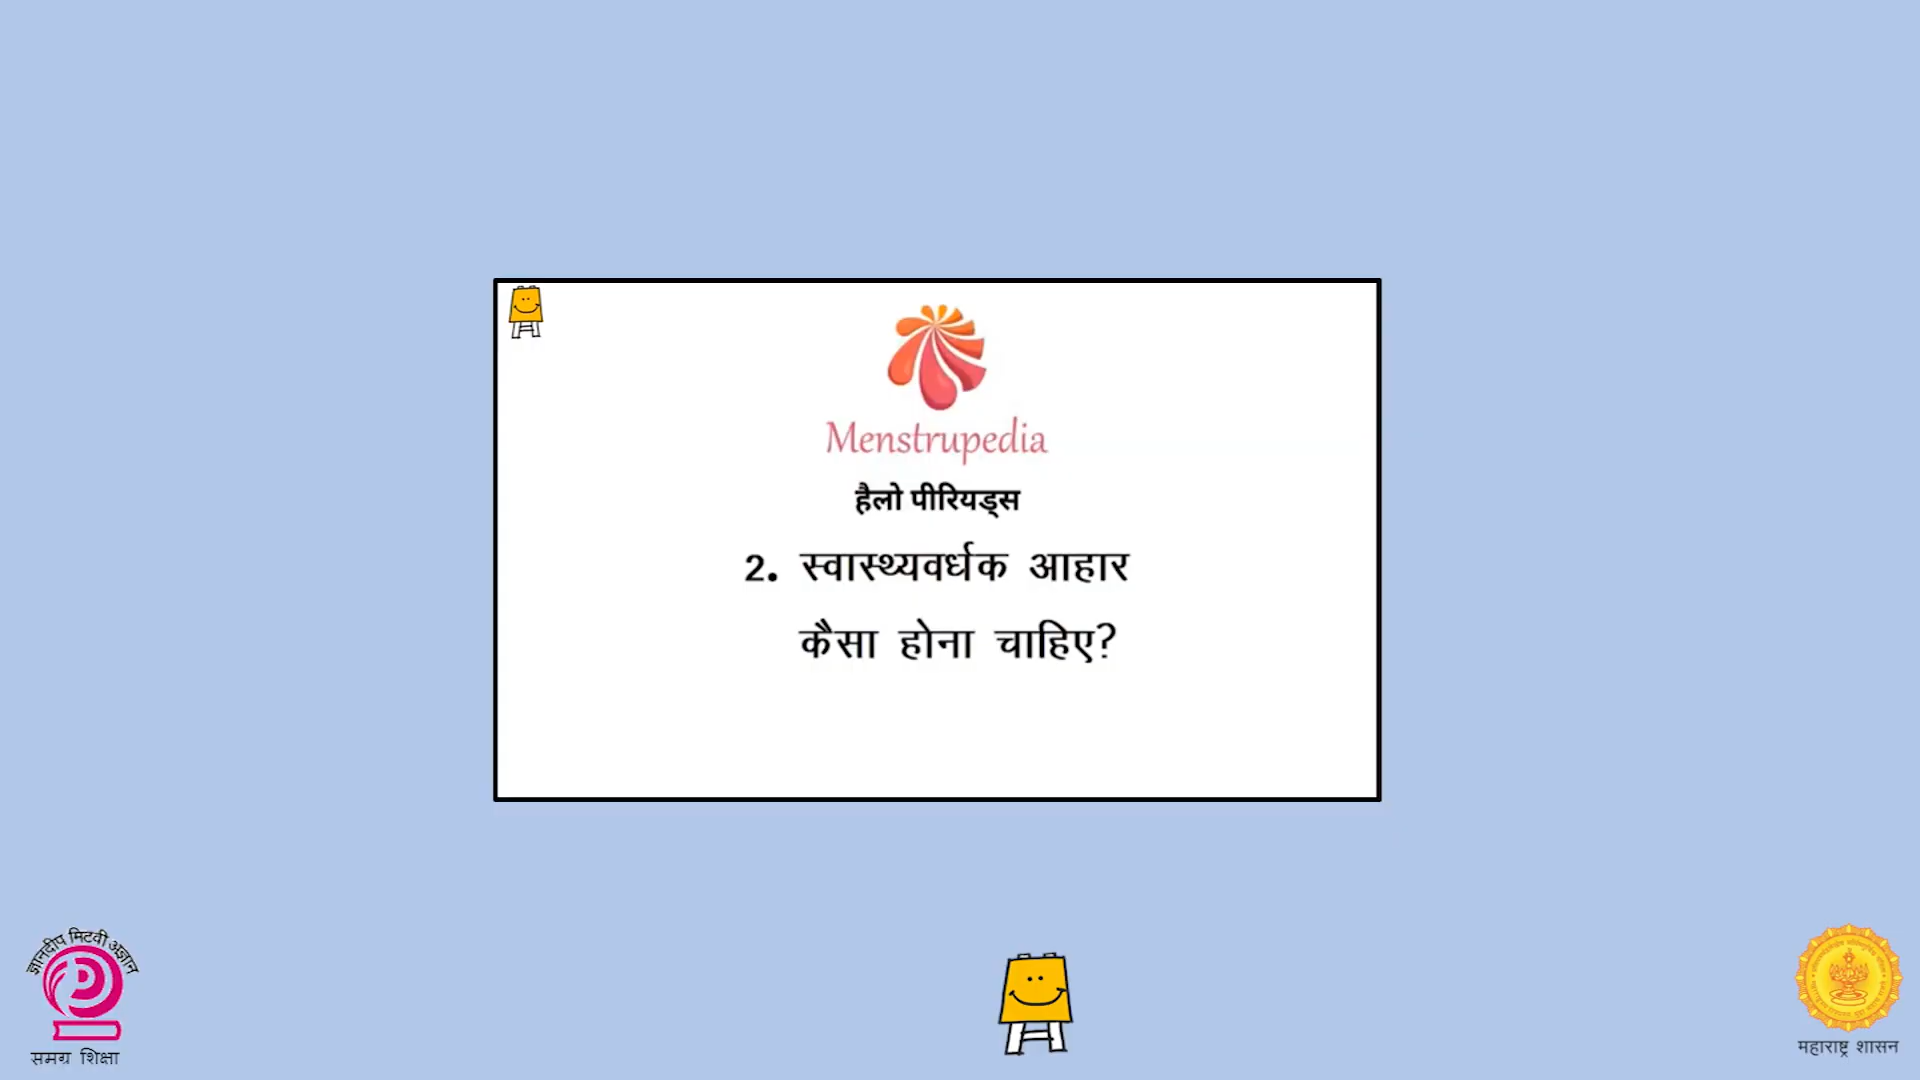 Menstrupedia
हैलो पीरियड्स
2. स्वास्थ्यवर्धक आहार
कैसा होना चाहिए?
ज्ञानदीप मिटवी अज्ञान
समग्र शिक्षा
महाराष्ट्र शासन